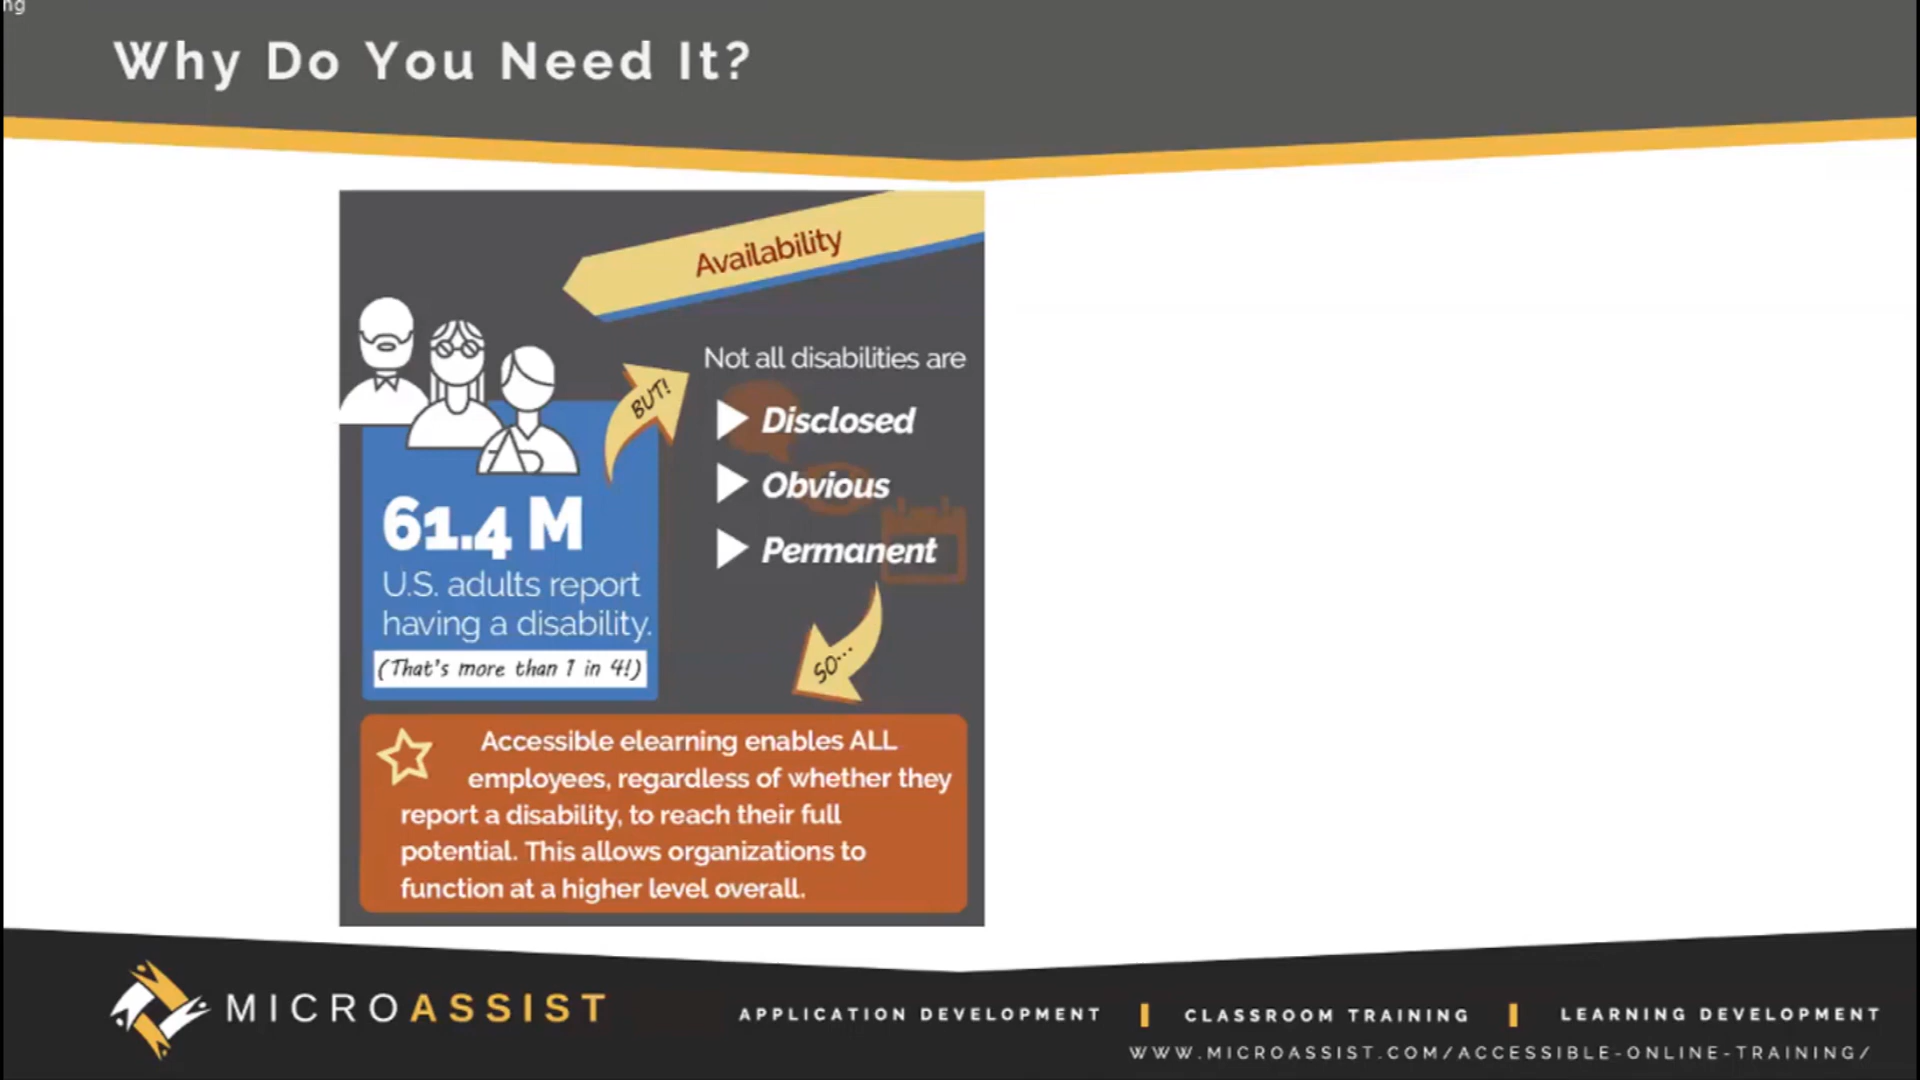 ng
Why Do You Need It?
Availability
61.4 M
U.S. adults report
having a disability.
(That's more than 1 in 4!)
BUT!
Not all disabilities are
Disclosed
Obvious
Permanent
SO...
Accessible elearning enables ALL
employees, regardless of whether they
report a disability, to reach their full
potential. This allows organizations to
function at a higher level overall.
MICROASSIST
APPLICATION DEVELOPMENT
CLASSROOM TRAINING
LEARNING DEVELOPMENT
WWW.MICROASSIST.COM/ACCESSIBLE-ONLINE-TRAINING/